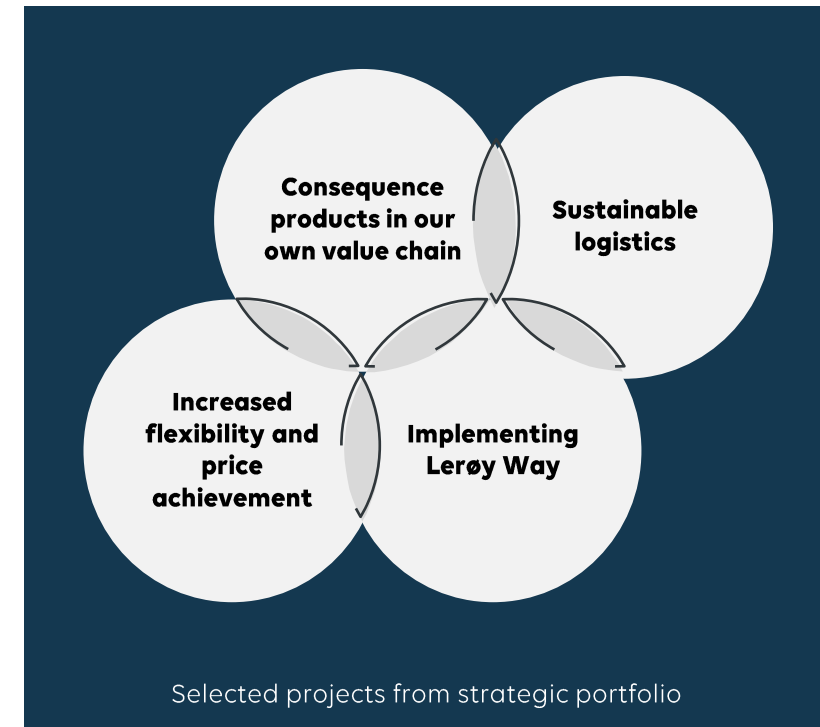 Consequence
products in our
own value chain
Sustainable
logistics
Increased
flexibility and
price
achievement
Implementing
Lerøy Way
Selected projects from strategic portfolio